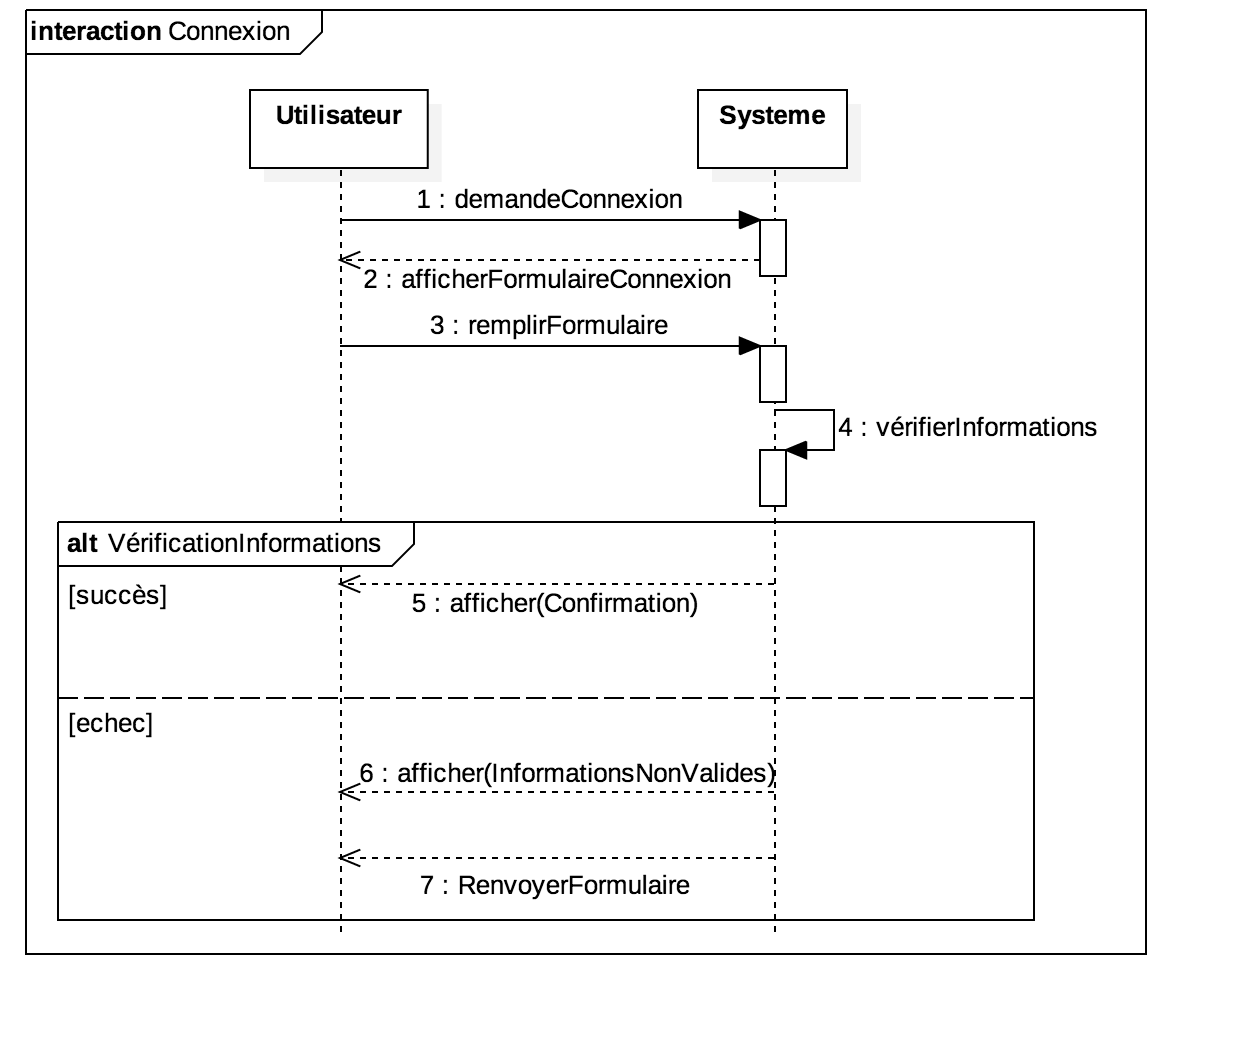 interaction Connexion
Utilisateur
Systeme
1 : demandeConnexion
2 : afficherFormulaireConnexion
3 : remplirFormulaire
4 : vérifierInformations
alt VérificationInformations
[succès]
5 : afficher(Confirmation)
[echec]
6 : afficher(InformationsNonValides)
7 : RenvoyerFormulaire